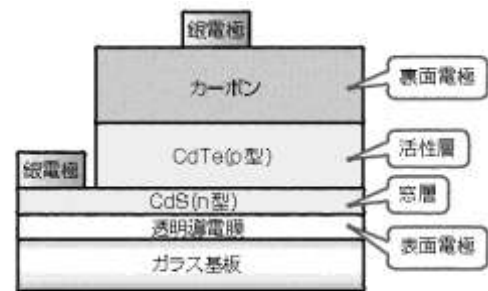 銀電極
カーボン
裏面電極
CdTe(p型)
活性層
銀電極
CdS(n型)
窓層
透明導電膜
表面電極
ガラス基板